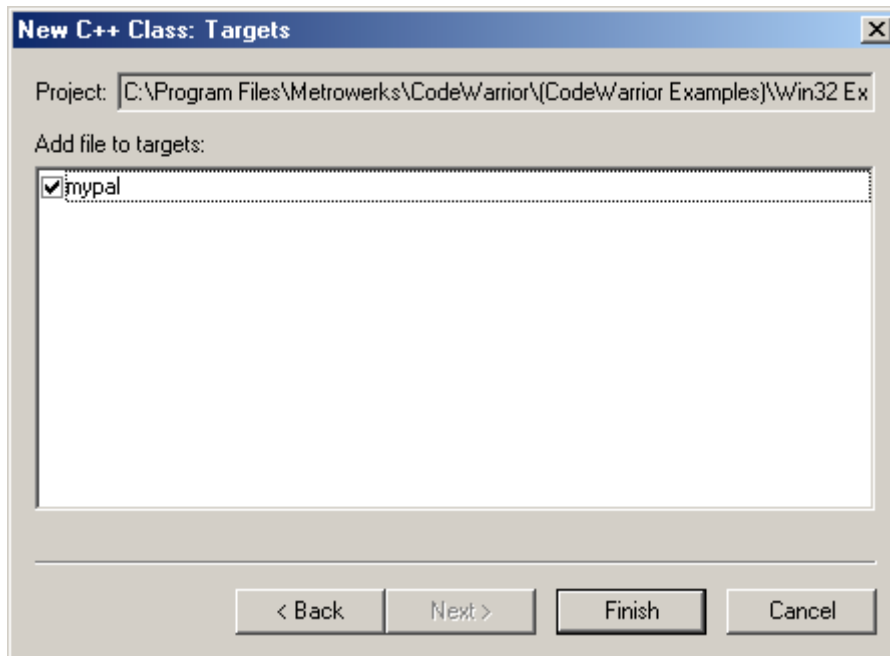 New C++ Class: Targets
Project: C:\Program Files\Metrowerks\CodeWarrior\(CodeWarrior Examples)\Win32 Ex
Add file to targets:
mypal
< Back Next > Finish Cancel